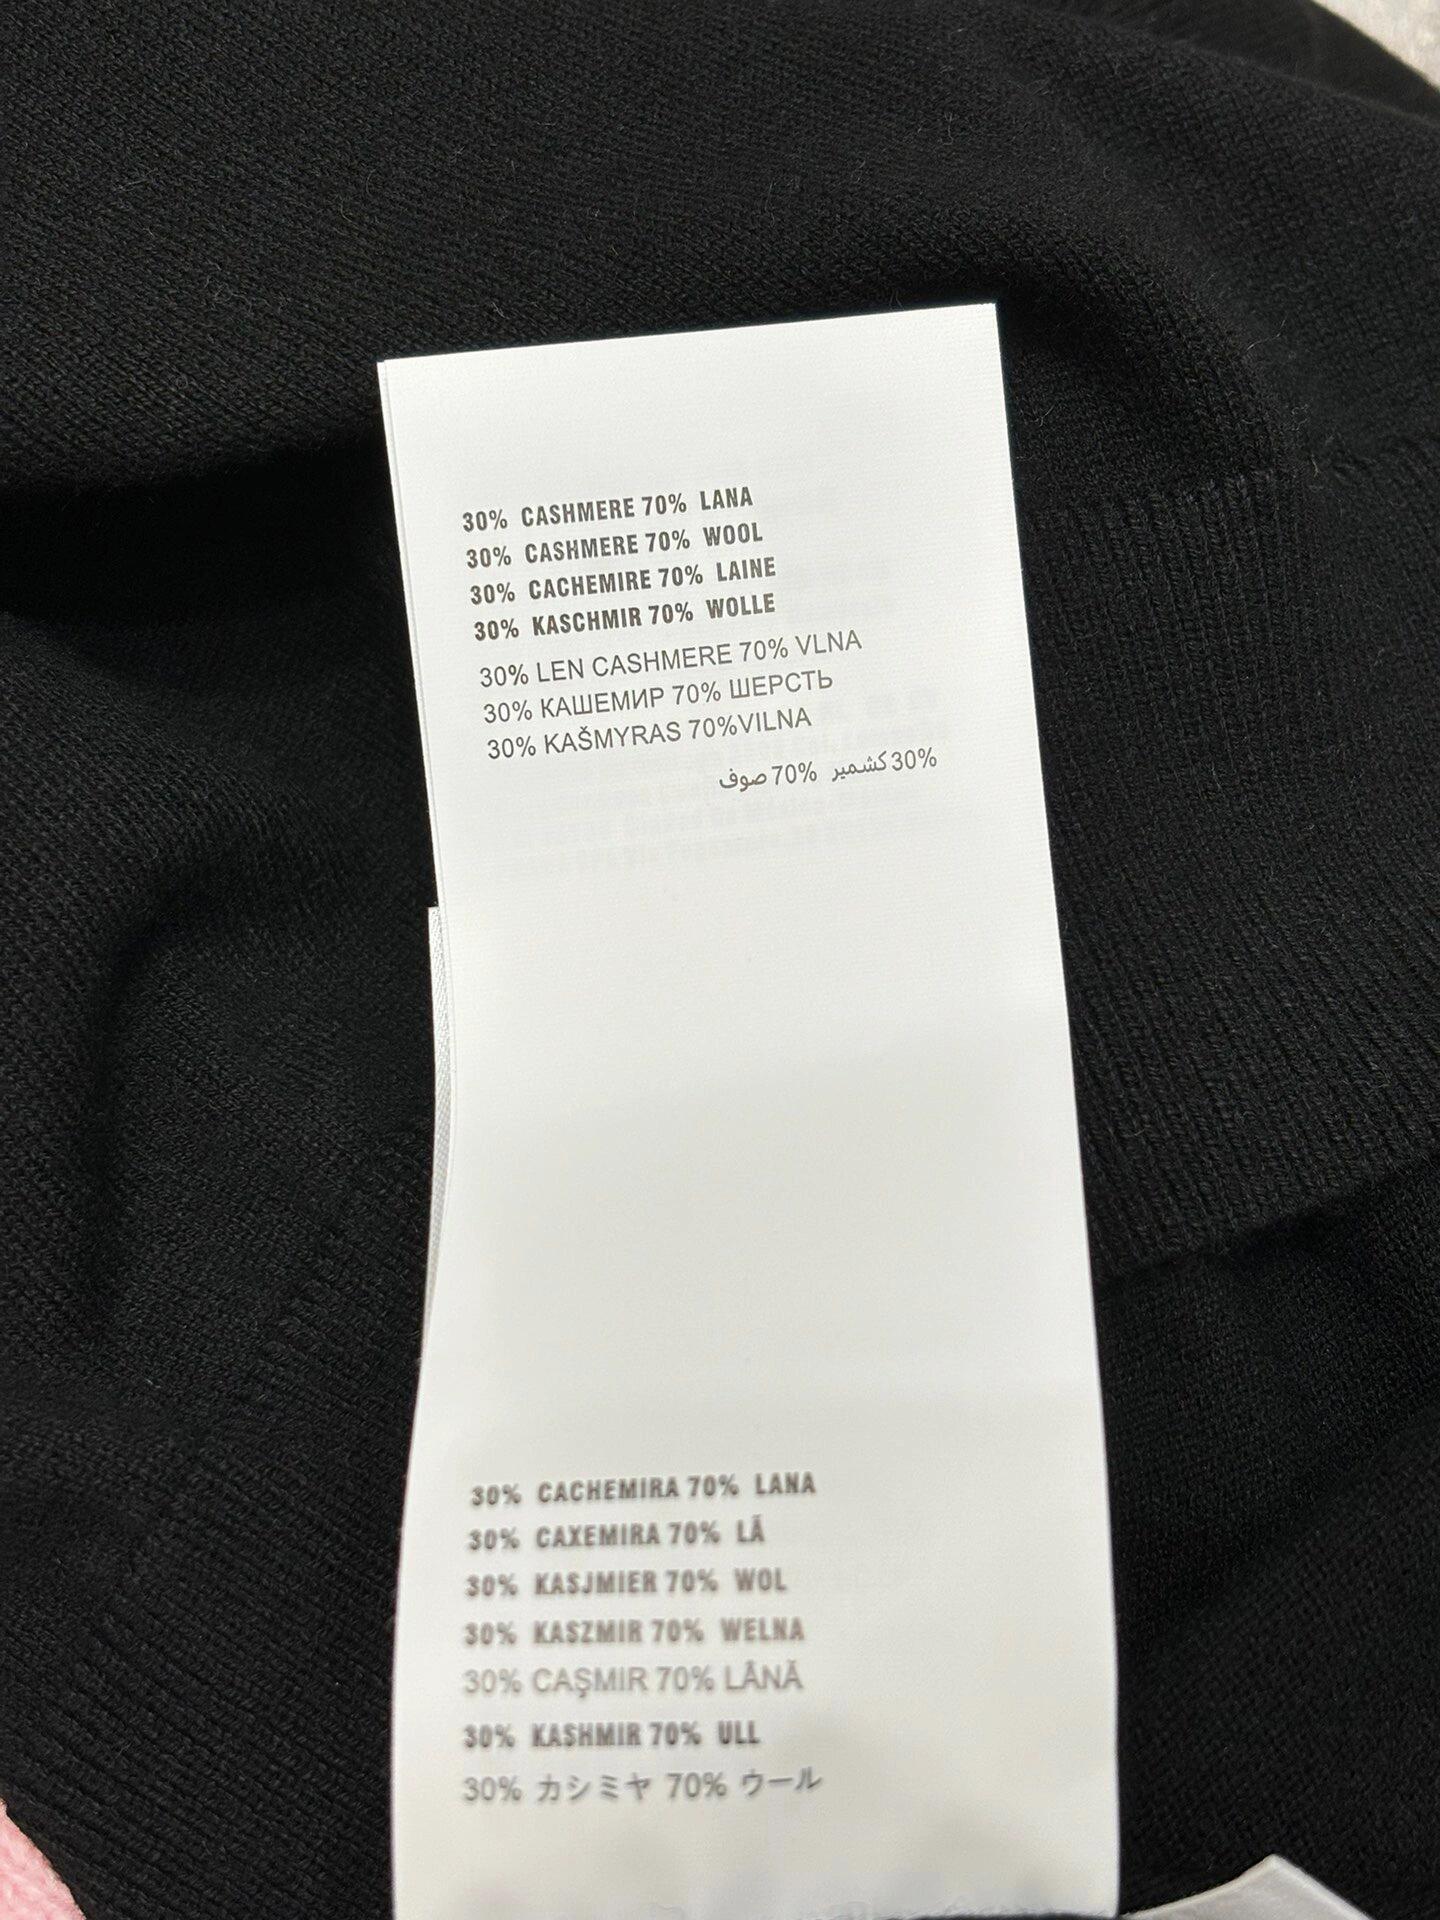 30% CASHMERE 70% LANA
30% CASHMERE 70% WOOL
30% CACHEMIRE 70% LAINE
30% KASCHMIR 70% WOLLE
30% LEN CASHMERE 70% VLNA
30% КАШЕМИР 70% ШЕРСТЬ
30% KAŠMYRAS 70%VILNA
30% كشمير 70% صوف
30% CACHEMIRA 70% LANA
30% CAXEMIRA 70% LÃ
30% KASJMIER 70% WOL
30% KASZMIR 70% WELNA
30% CAŞMIR 70% LÂNĂ
30% KASHMIR 70% ULL
30% カシミヤ 70% ウール